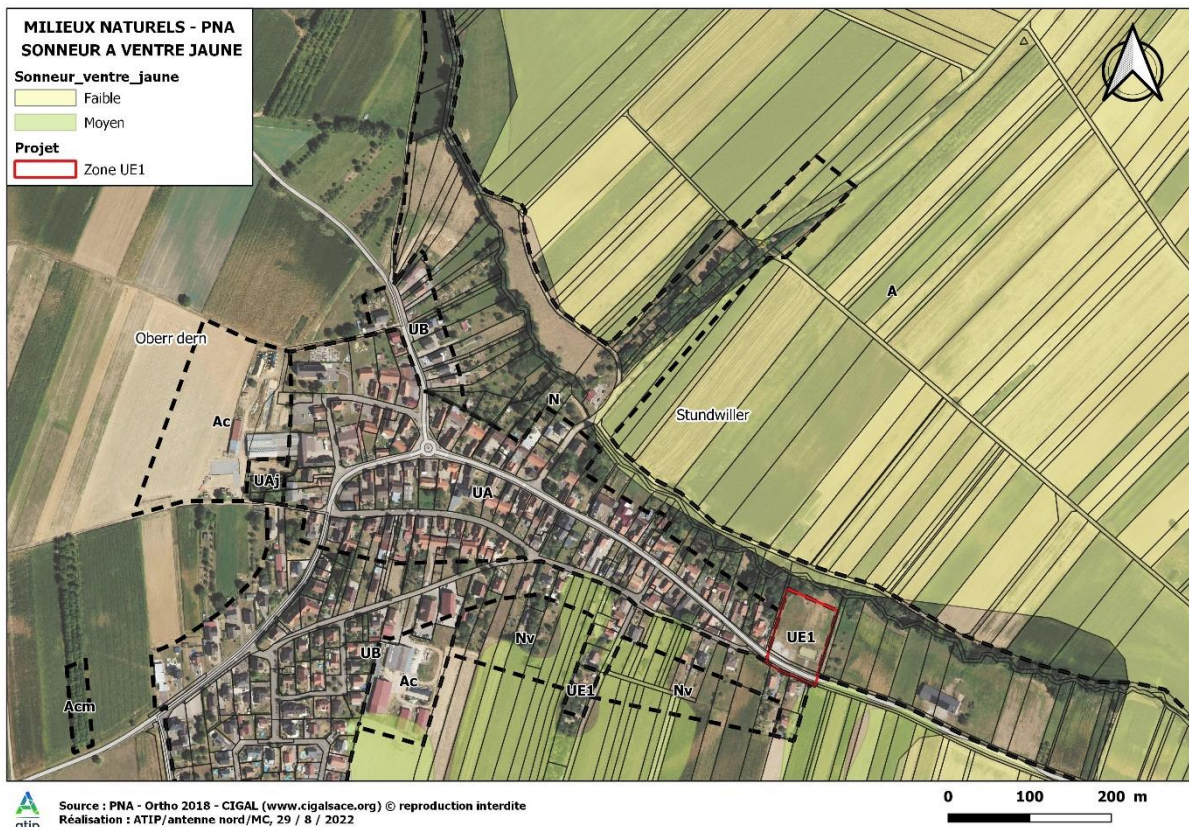 MILIEUX NATURELS - PNA
SONNEUR A VENTRE JAUNE
Sonneur_ventre_jaune
Faible
Moyen
Projet
Zone UE1
A
Oberr dern
UB
Ac
N
Stundwiller
UAj
UA
UE1
Nv
UB
Ac
UE1
Nv
Acm
atip
Source : PNA - Ortho 2018 - CIGAL (www.cigalsace.org) © reproduction interdite
Réalisation : ATIP/antenne nord/MC, 29 / 8 / 2022
0 100 200 m